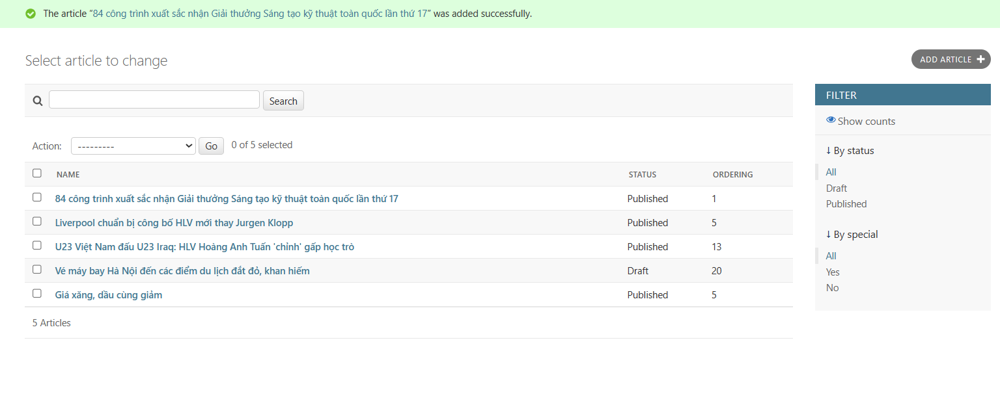 The article “84 công trình xuất sắc nhận Giải thưởng Sáng tạo kỹ thuật toàn quốc lần thứ 17” was added successfully.
Select article to change
ADD ARTICLE
Search
Action: --------- Go 0 of 5 selected
NAME STATUS ORDERING
84 công trình xuất sắc nhận Giải thưởng Sáng tạo kỹ thuật toàn quốc lần thứ 17 Published 1
Liverpool chuẩn bị công bố HLV mới thay Jurgen Klopp Published 5
U23 Việt Nam đấu U23 Iraq: HLV Hoàng Anh Tuấn 'chỉnh' gấp học trò Published 13
Vé máy bay Hà Nội đến các điểm du lịch đắt đỏ, khan hiếm Draft 20
Giá xăng, dầu cùng giảm Published 5
5 Articles
FILTER
Show counts
↓ By status
All
Draft
Published
↓ By special
All
Yes
No